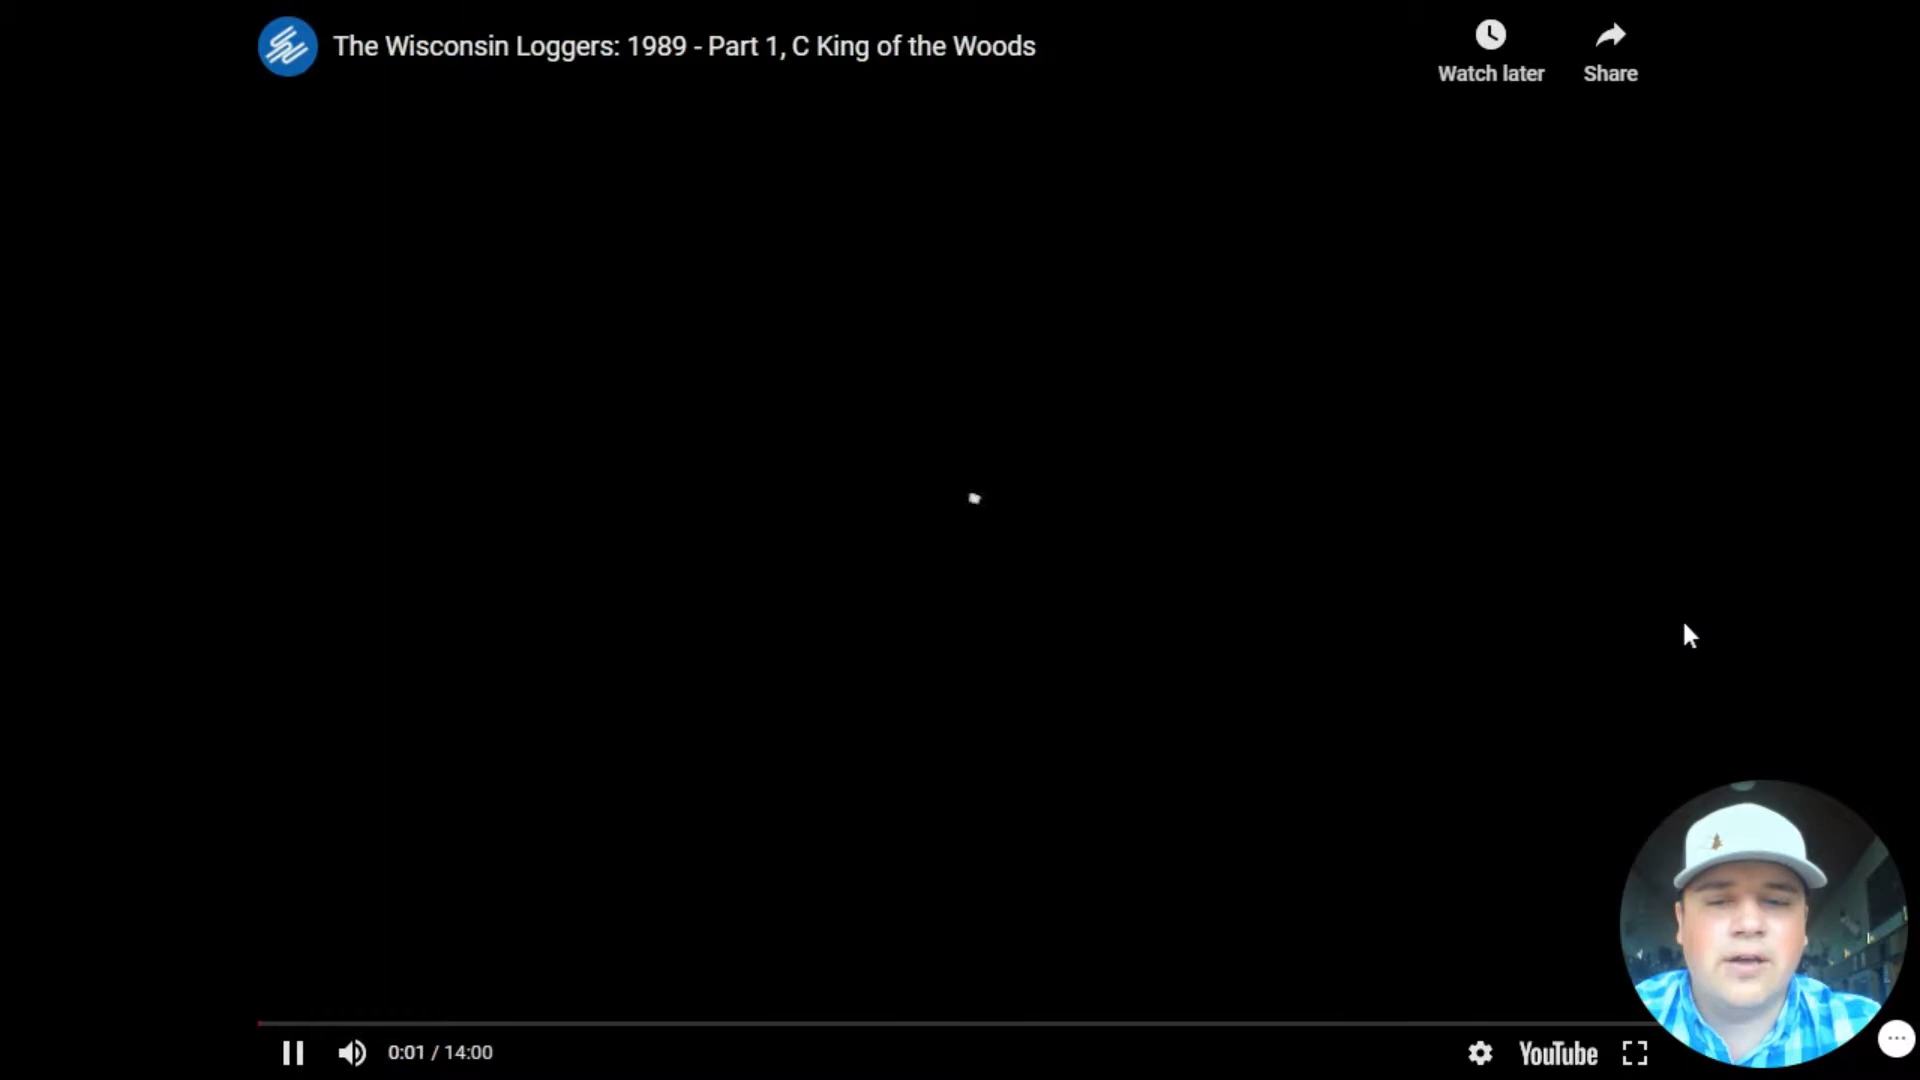 The Wisconsin Loggers: 1989 - Part 1, C King of the Woods
Watch later
Share
0:01 / 14:00
YouTube